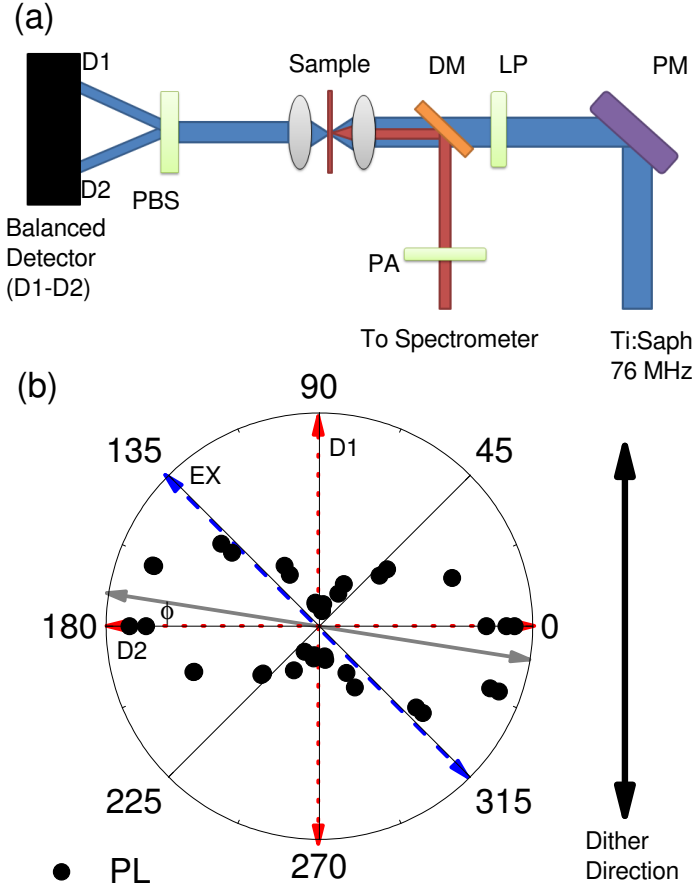 (a)
D1
Sample
DM
LP
PM
D2
PBS
Balanced
Detector
(D1-D2)
PA
To Spectrometer
Ti:Saph
76 MHz
(b)
90
135
45
EX
D1
ϕ
180
0
D2
225
315
270
Dither
Direction
PL